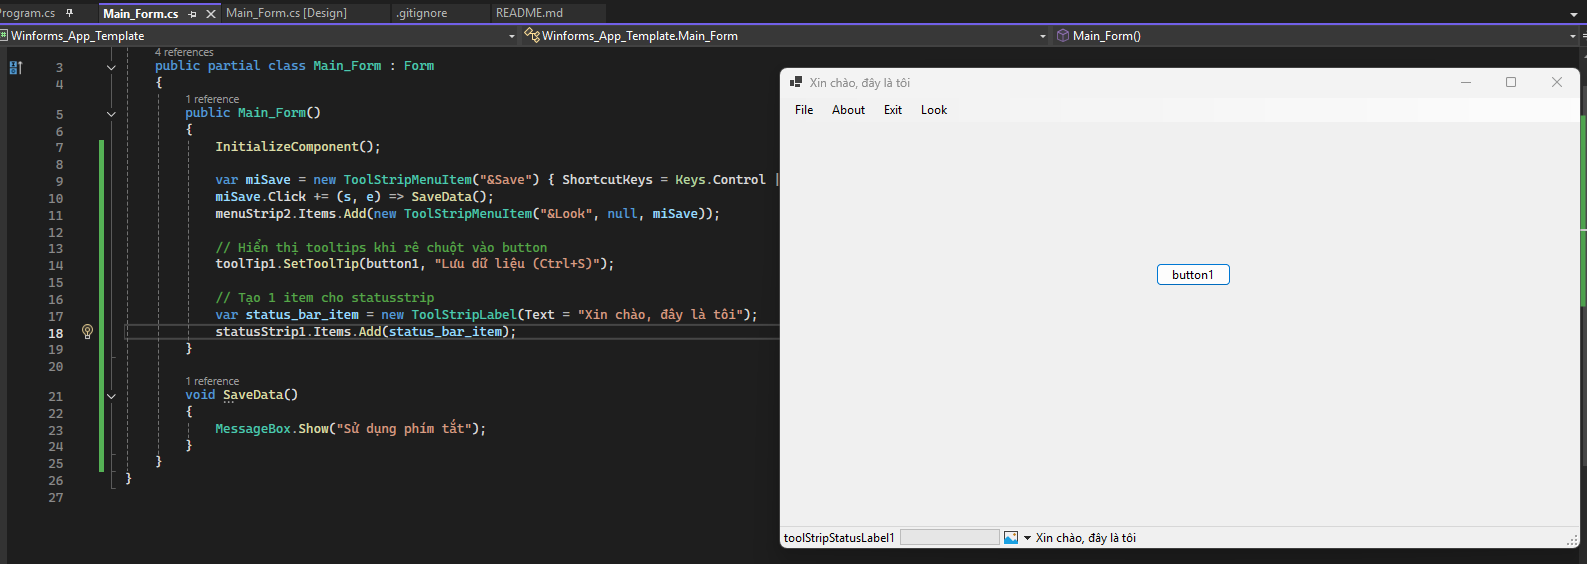 Program.cs
Main_Form.cs
Main_Form.cs [Design]
.gitignore
README.md
Winforms_App_Template
Winforms_App_Template.Main_Form
Main_Form()
4 references
3 public partial class Main_Form : Form
4 {
1 reference
5 public Main_Form()
6 {
7 InitializeComponent();
8
9 var miSave = new ToolStripMenuItem("&Save") { ShortcutKeys = Keys.Control |
10 miSave.Click += (s, e) => SaveData();
11 menuStrip2.Items.Add(new ToolStripMenuItem("&Look", null, miSave));
12
13 // Hiển thị tooltips khi rê chuột vào button
14 toolTip1.SetToolTip(button1, "Lưu dữ liệu (Ctrl+S)");
15
16 // Tạo 1 item cho statusstrip
17 var status_bar_item = new ToolStripLabel(Text = "Xin chào, đây là tôi");
18 statusStrip1.Items.Add(status_bar_item);
19 }
20
1 reference
21 void SaveData()
22 {
23 MessageBox.Show("Sử dụng phím tắt");
24 }
25 }
26 }
27
Xin chào, đây là tôi
File About Exit Look
button1
toolStripStatusLabel1 Xin chào, đây là tôi